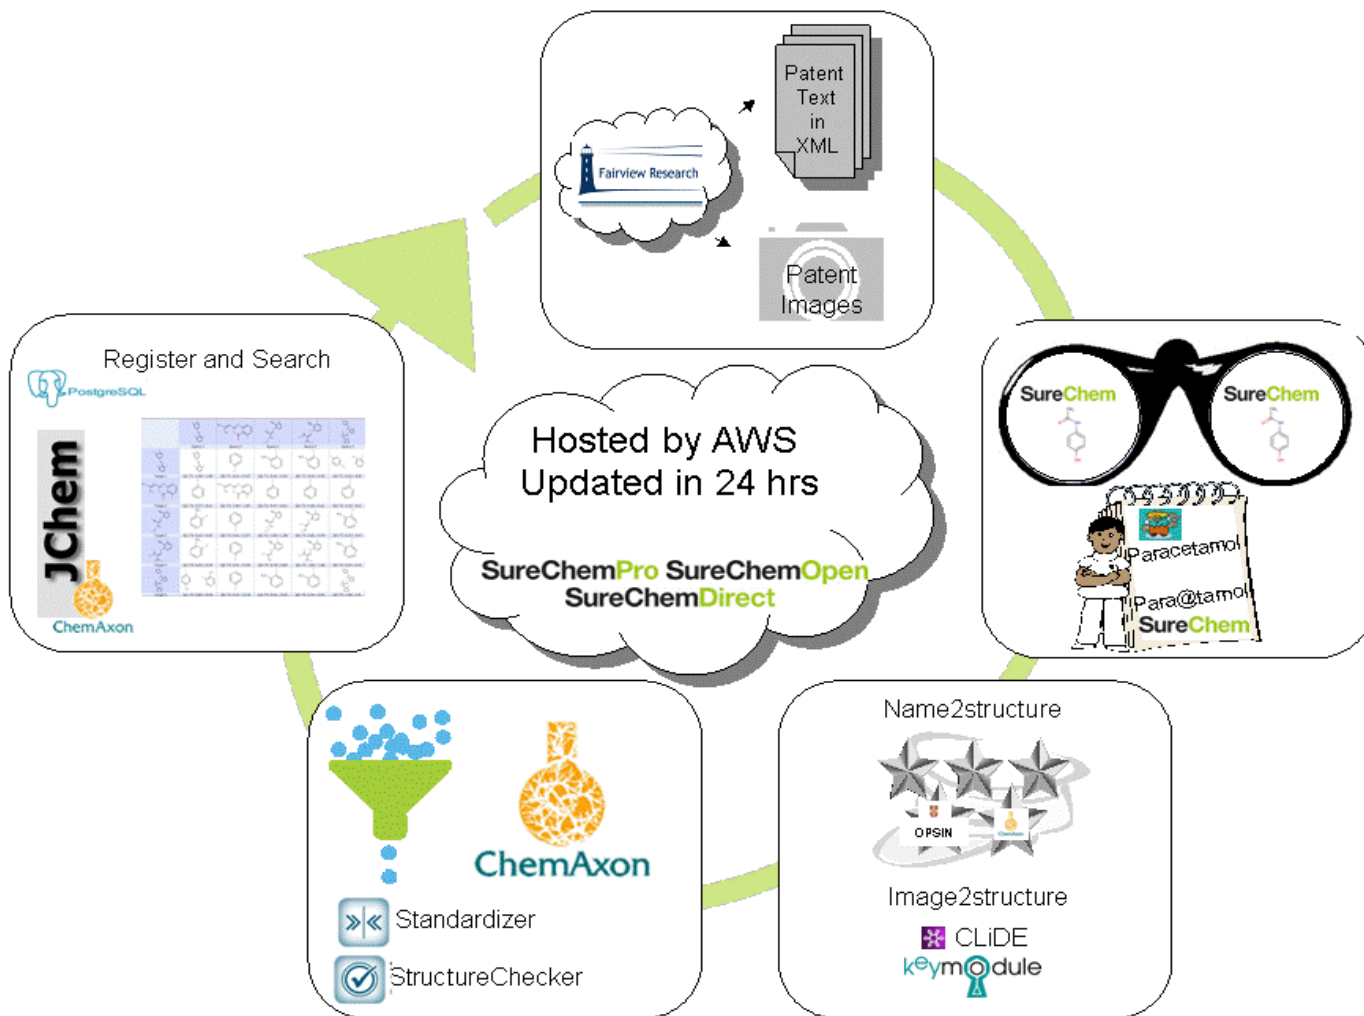 Patent
Text
in
XML
Fairview Research
Patent
Images
Register and Search
PostgreSQL
JChem
ChemAxon
Hosted by AWS
Updated in 24 hrs
SureChemPro SureChemOpen
SureChemDirect
SureChem
SureChem
Paracetamol
Para@tamol
SureChem
Name2structure
OPSIN
ChemAxon
Image2structure
CLiDE
keymodule
ChemAxon
Standardizer
StructureChecker